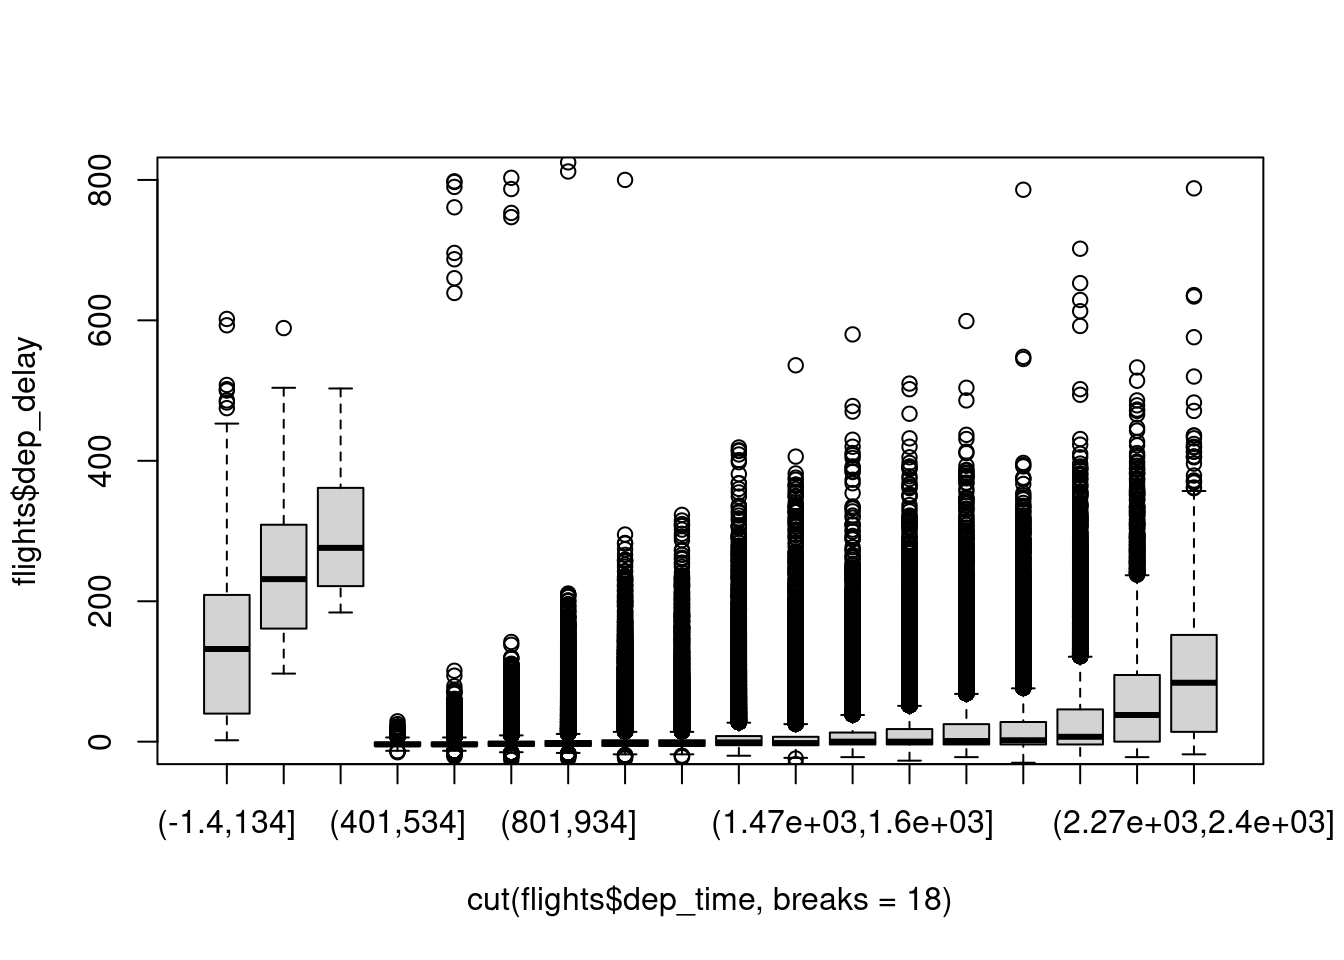 800
600
400
200
0
flights$dep_delay
(-1.4,134] (401,534] (801,934] (1.47e+03,1.6e+03] (2.27e+03,2.4e+03]
cut(flights$dep_time, breaks = 18)